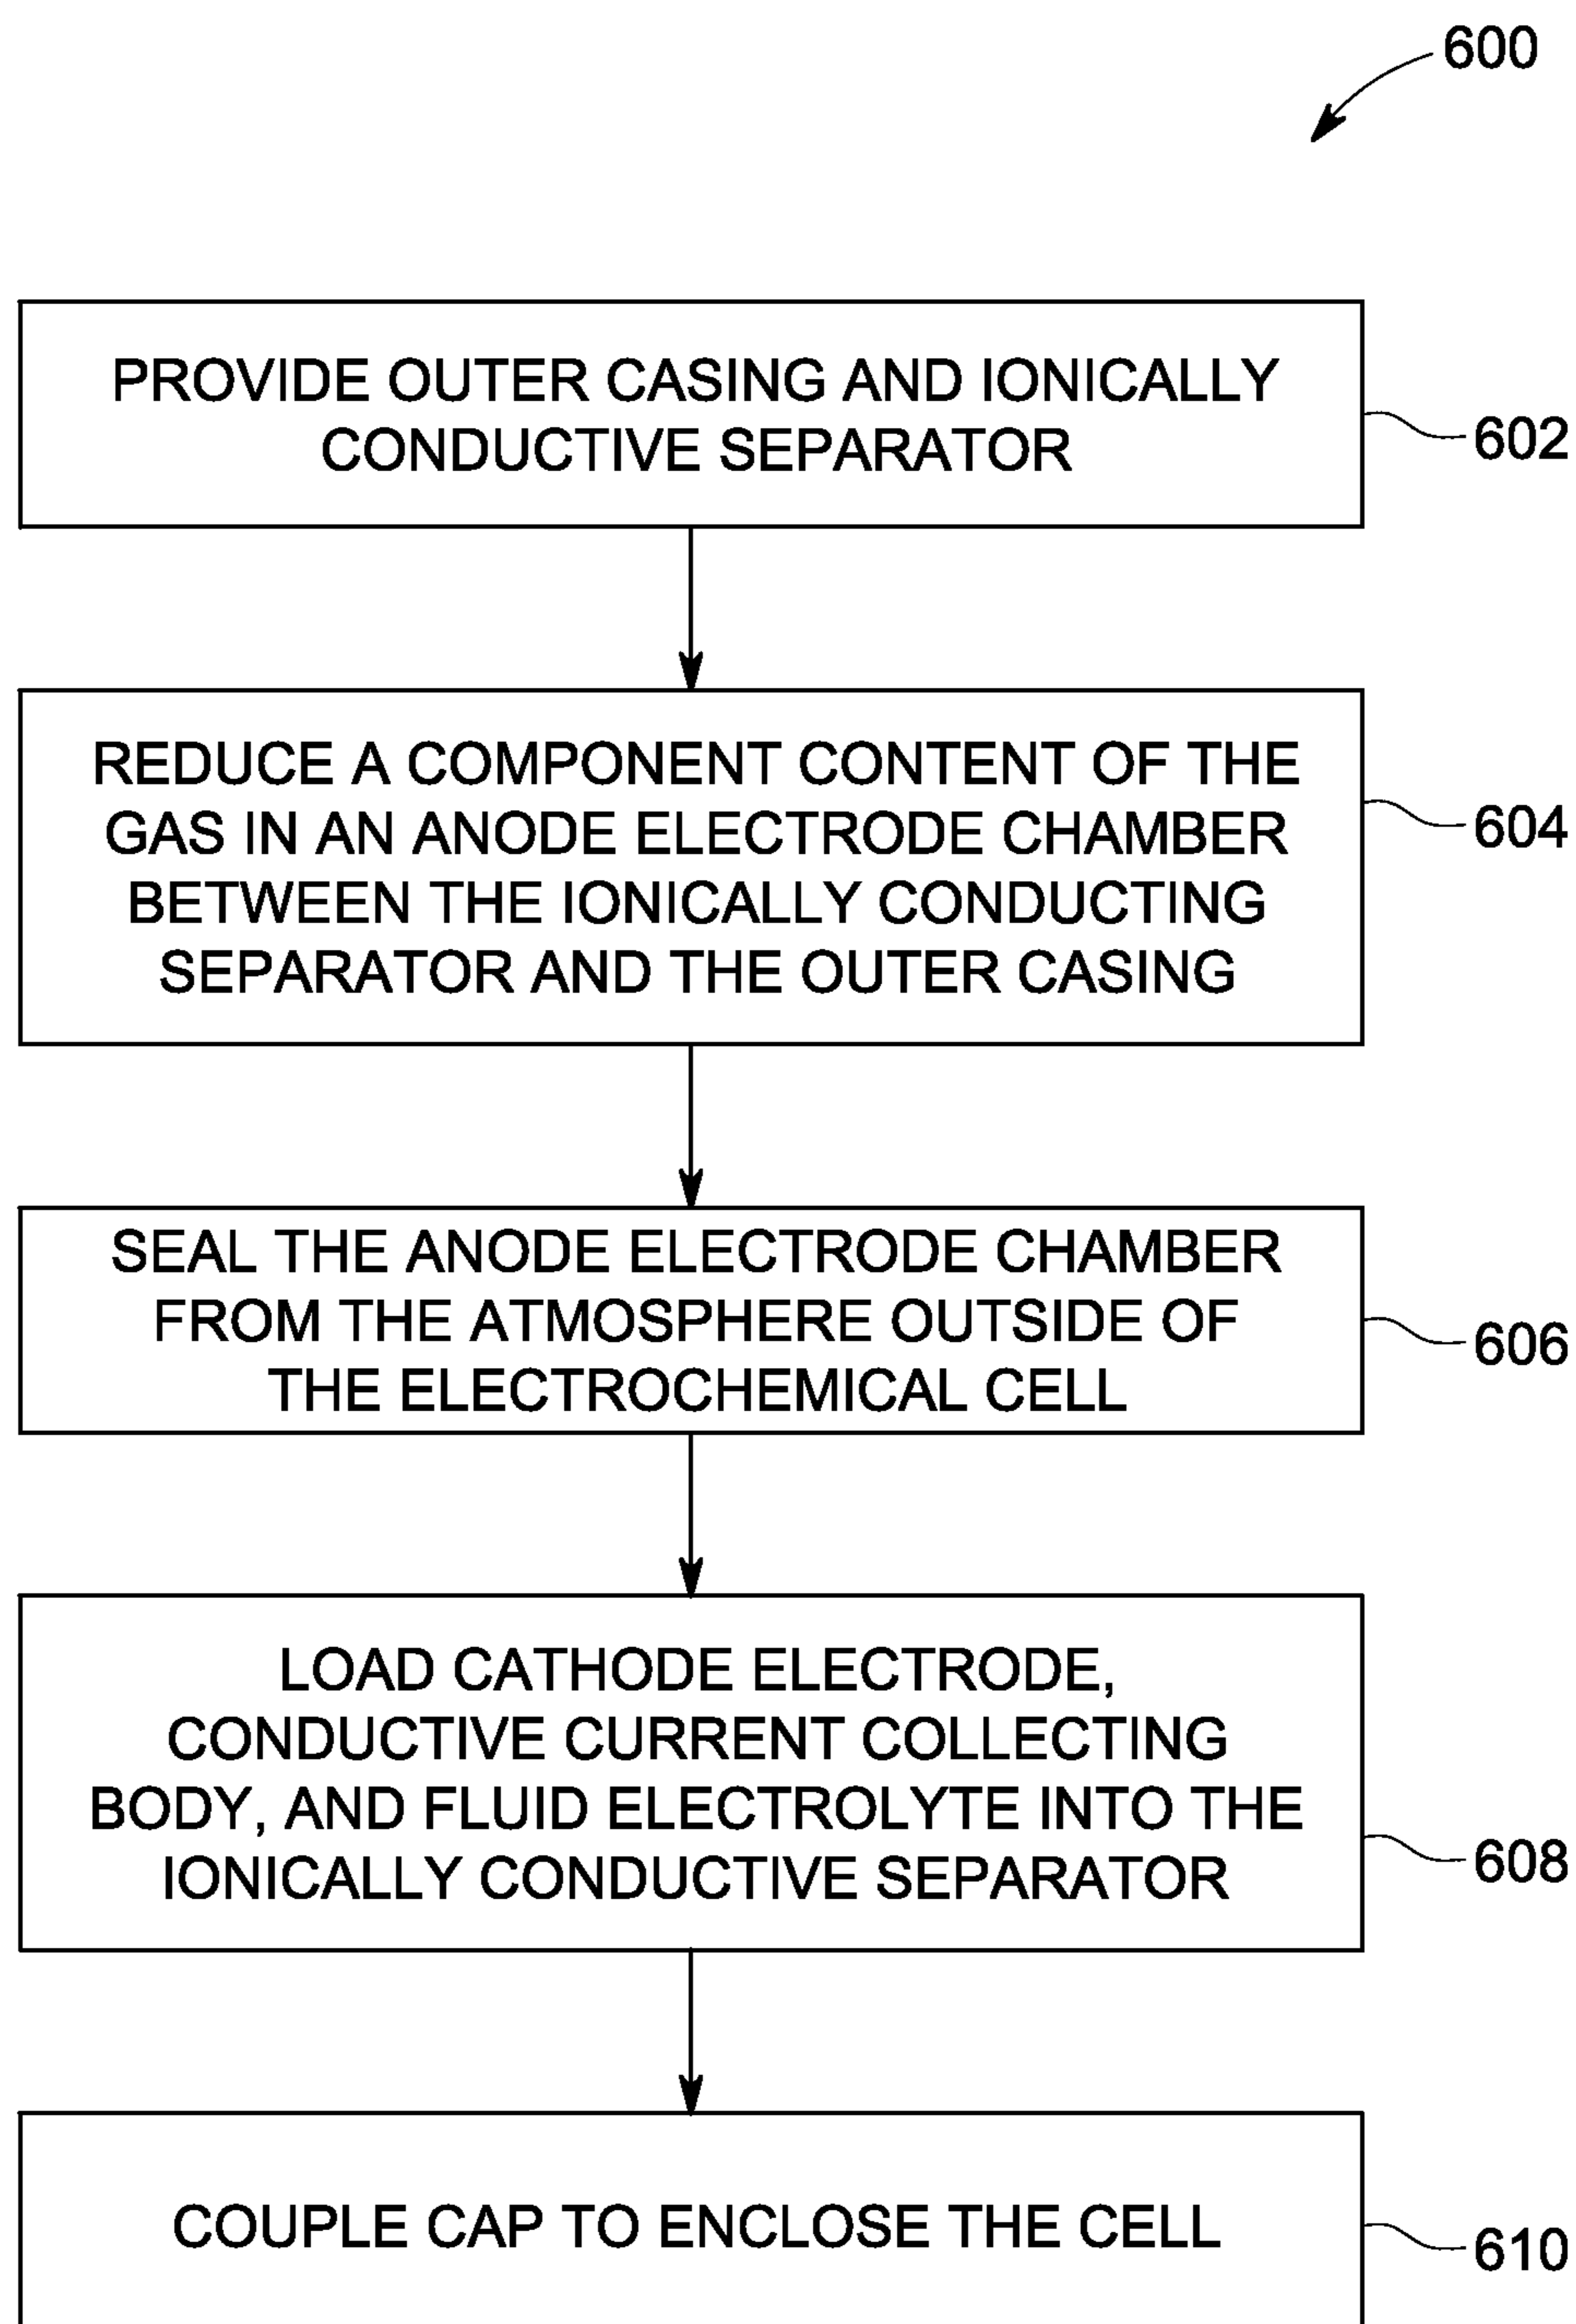 600
PROVIDE OUTER CASING AND IONICALLY
CONDUCTIVE SEPARATOR
602
REDUCE A COMPONENT CONTENT OF THE
GAS IN AN ANODE ELECTRODE CHAMBER
BETWEEN THE IONICALLY CONDUCTING
SEPARATOR AND THE OUTER CASING
604
SEAL THE ANODE ELECTRODE CHAMBER
FROM THE ATMOSPHERE OUTSIDE OF
THE ELECTROCHEMICAL CELL
606
LOAD CATHODE ELECTRODE,
CONDUCTIVE CURRENT COLLECTING
BODY, AND FLUID ELECTROLYTE INTO THE
IONICALLY CONDUCTIVE SEPARATOR
608
COUPLE CAP TO ENCLOSE THE CELL
610